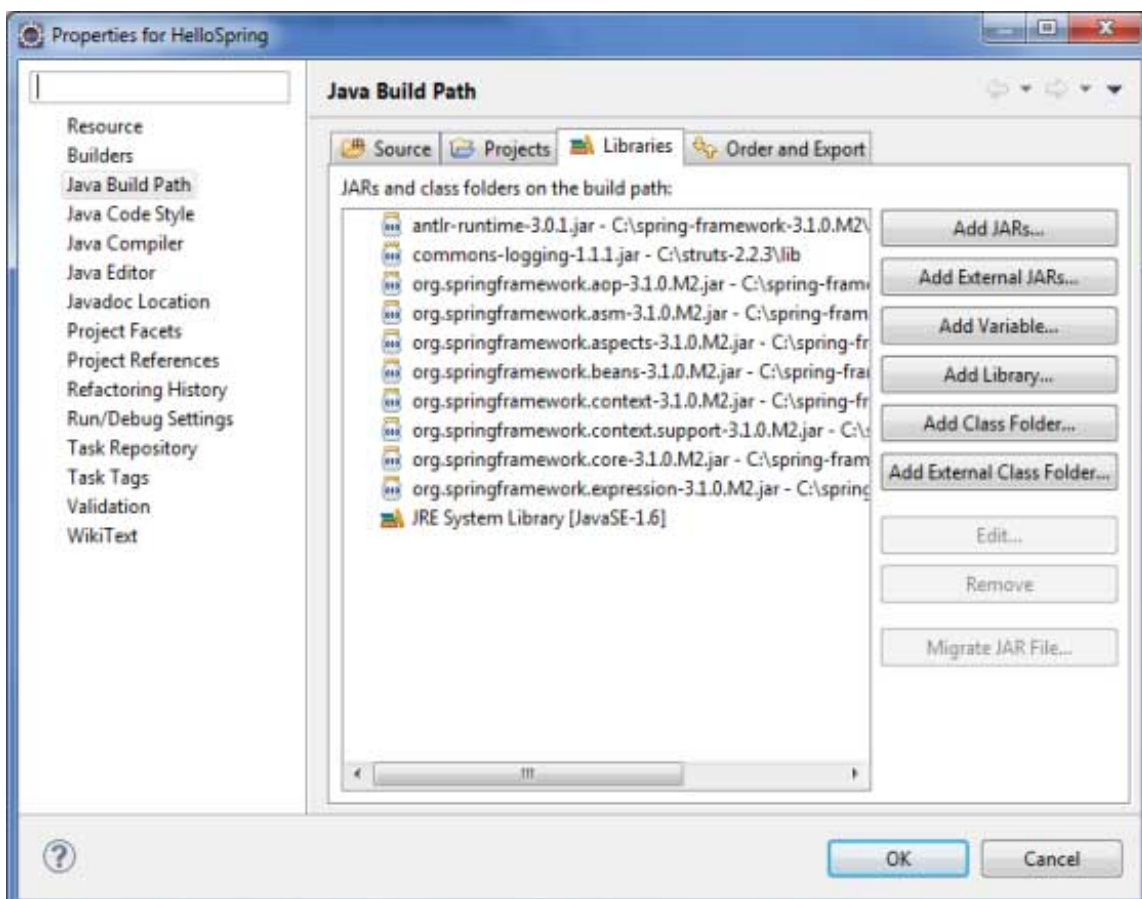 Properties for HelloSpring
Resource
Builders
Java Build Path
Java Code Style
Java Compiler
Java Editor
Javadoc Location
Project Facets
Project References
Refactoring History
Run/Debug Settings
Task Repository
Task Tags
Validation
WikiText
Java Build Path
Source Projects Libraries Order and Export
JARs and class folders on the build path:
antlr-runtime-3.0.1.jar - C:\spring-framework-3.1.0.M2\
commons-logging-1.1.1.jar - C:\struts-2.2.3\lib
org.springframework.aop-3.1.0.M2.jar - C:\spring-frame
org.springframework.asm-3.1.0.M2.jar - C:\spring-fram
org.springframework.aspects-3.1.0.M2.jar - C:\spring-fr
org.springframework.beans-3.1.0.M2.jar - C:\spring-frai
org.springframework.context-3.1.0.M2.jar - C:\spring-fr
org.springframework.context.support-3.1.0.M2.jar - C:\s
org.springframework.core-3.1.0.M2.jar - C:\spring-fram
org.springframework.expression-3.1.0.M2.jar - C:\spring
JRE System Library [JavaSE-1.6]
Add JARs...
Add External JARs...
Add Variable...
Add Library...
Add Class Folder...
Add External Class Folder...
Edit...
Remove
Migrate JAR File...
OK Cancel